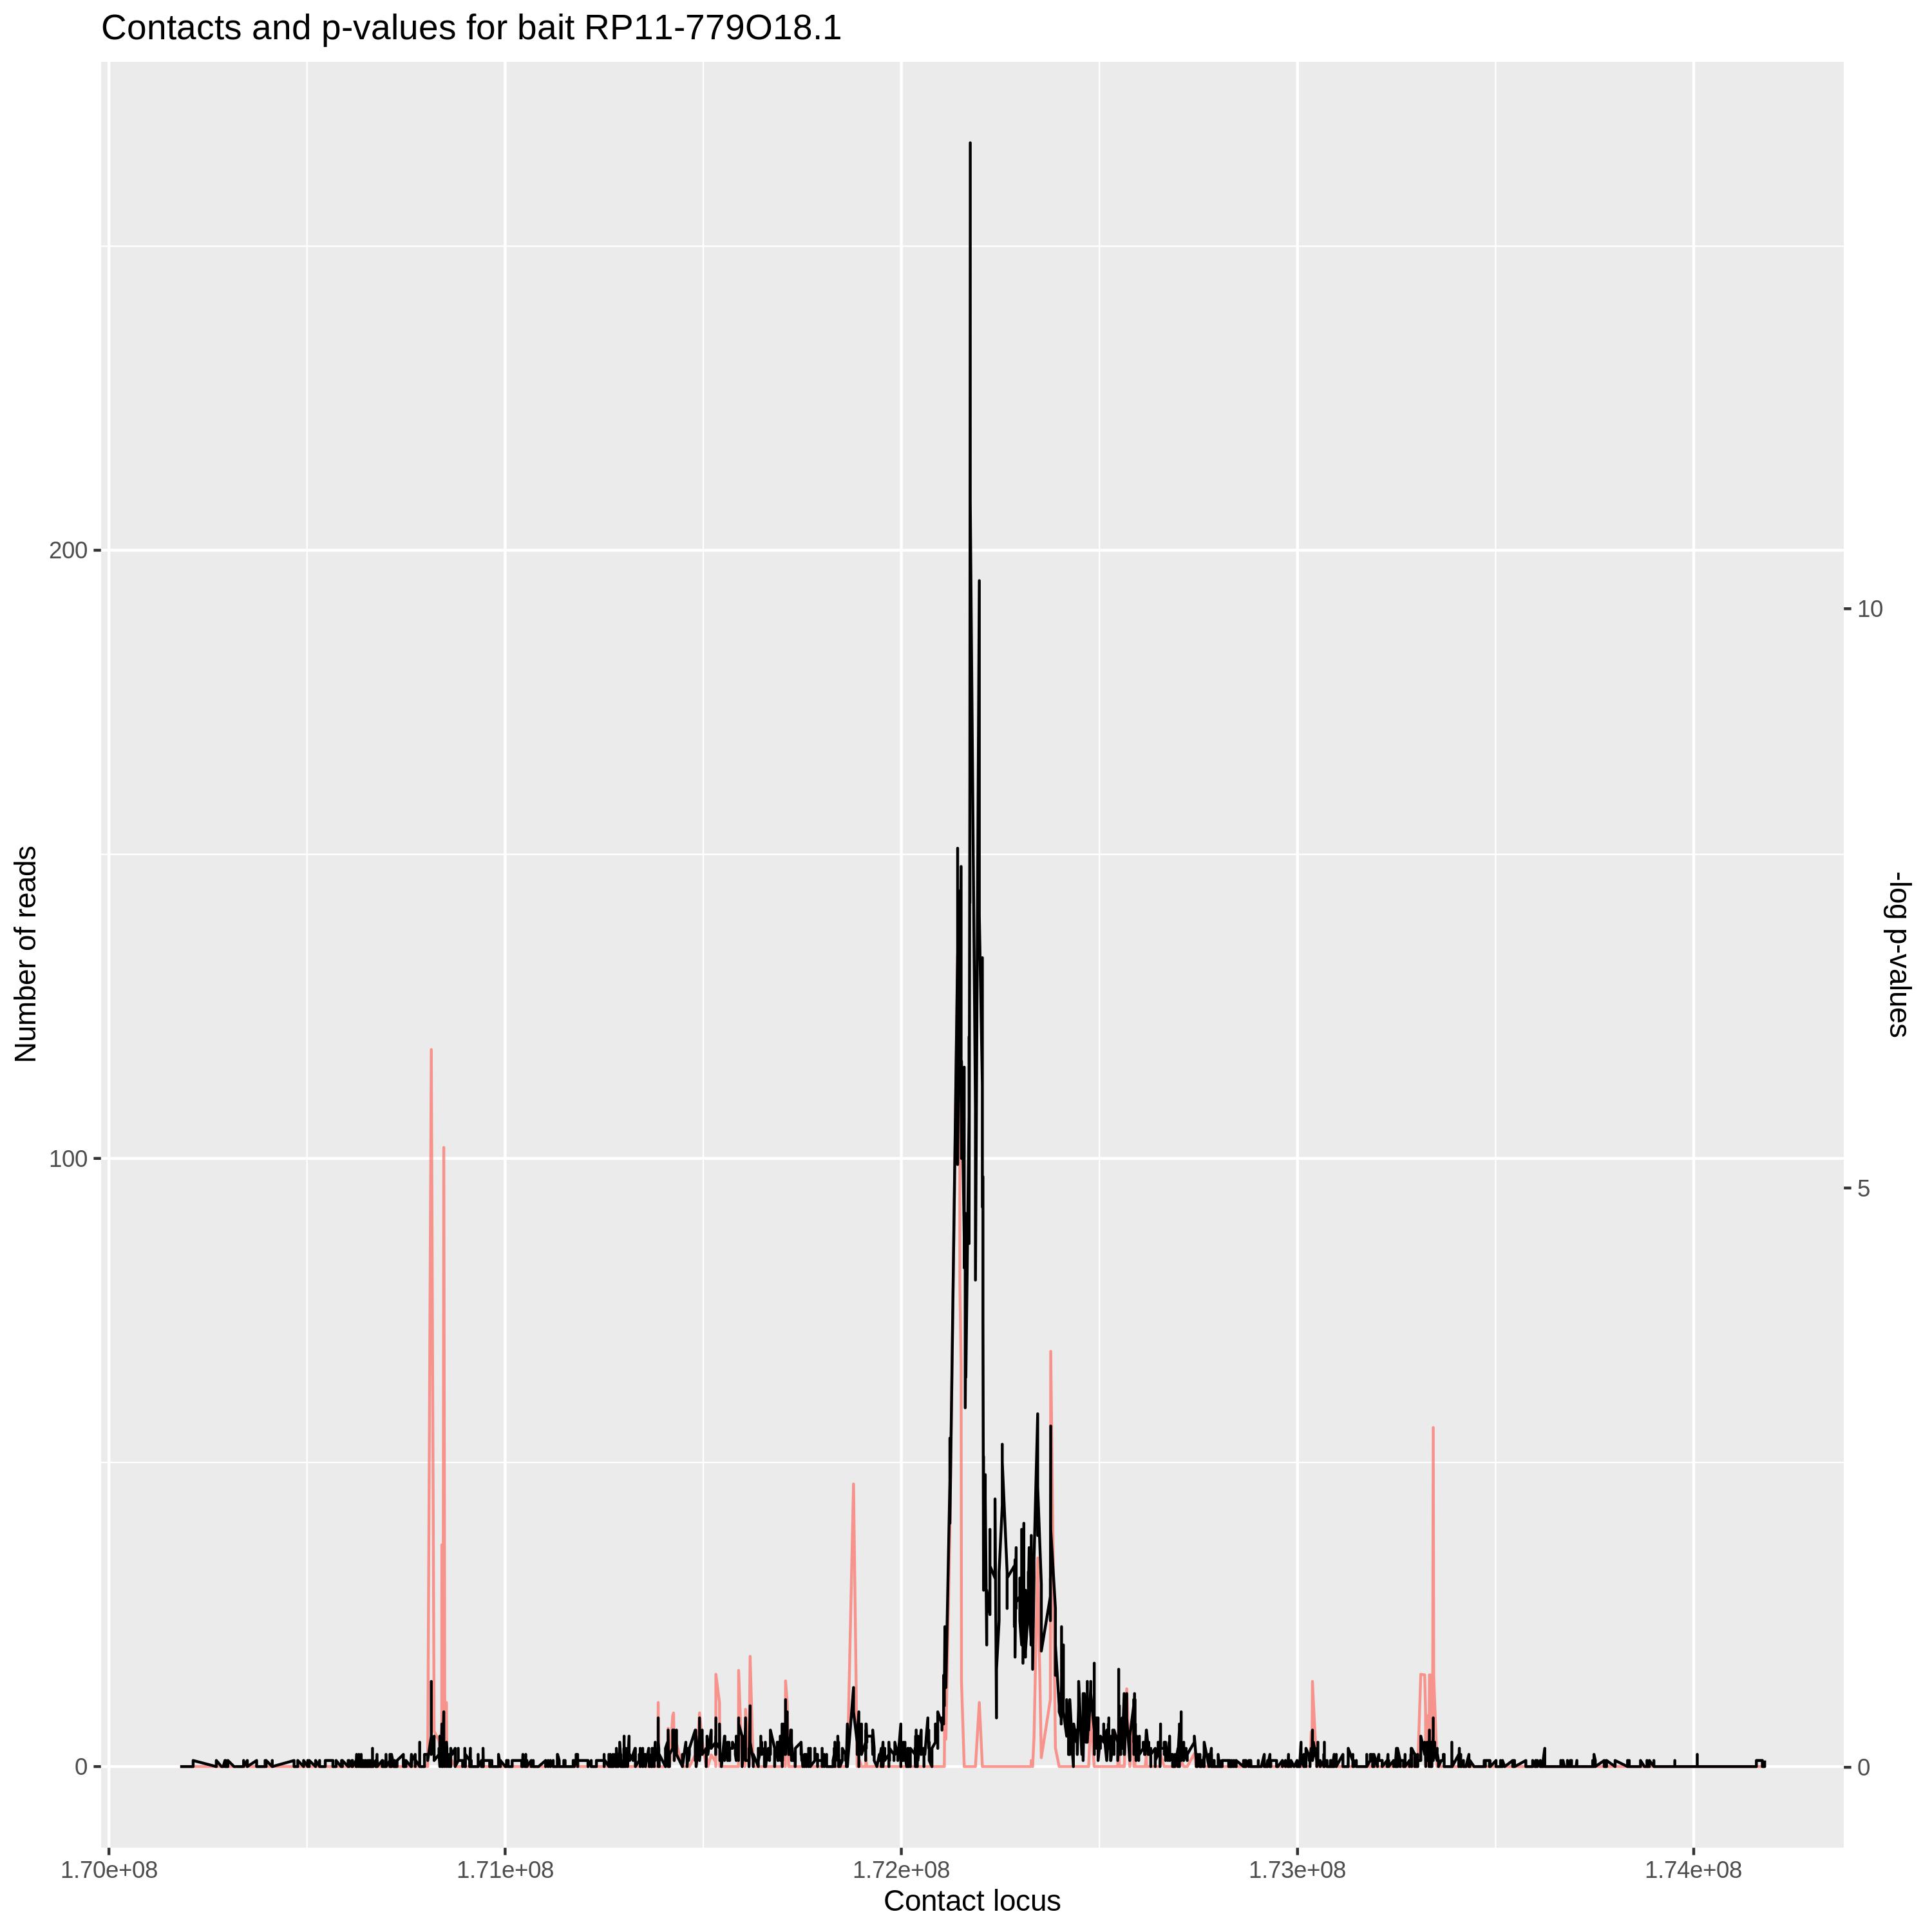 Contacts and p-values for bait RP11-779O18.1
Number of reads
200
100
0
-log p-values
10
5
0
1.70e+08 1.71e+08 1.72e+08 1.73e+08 1.74e+08
Contact locus